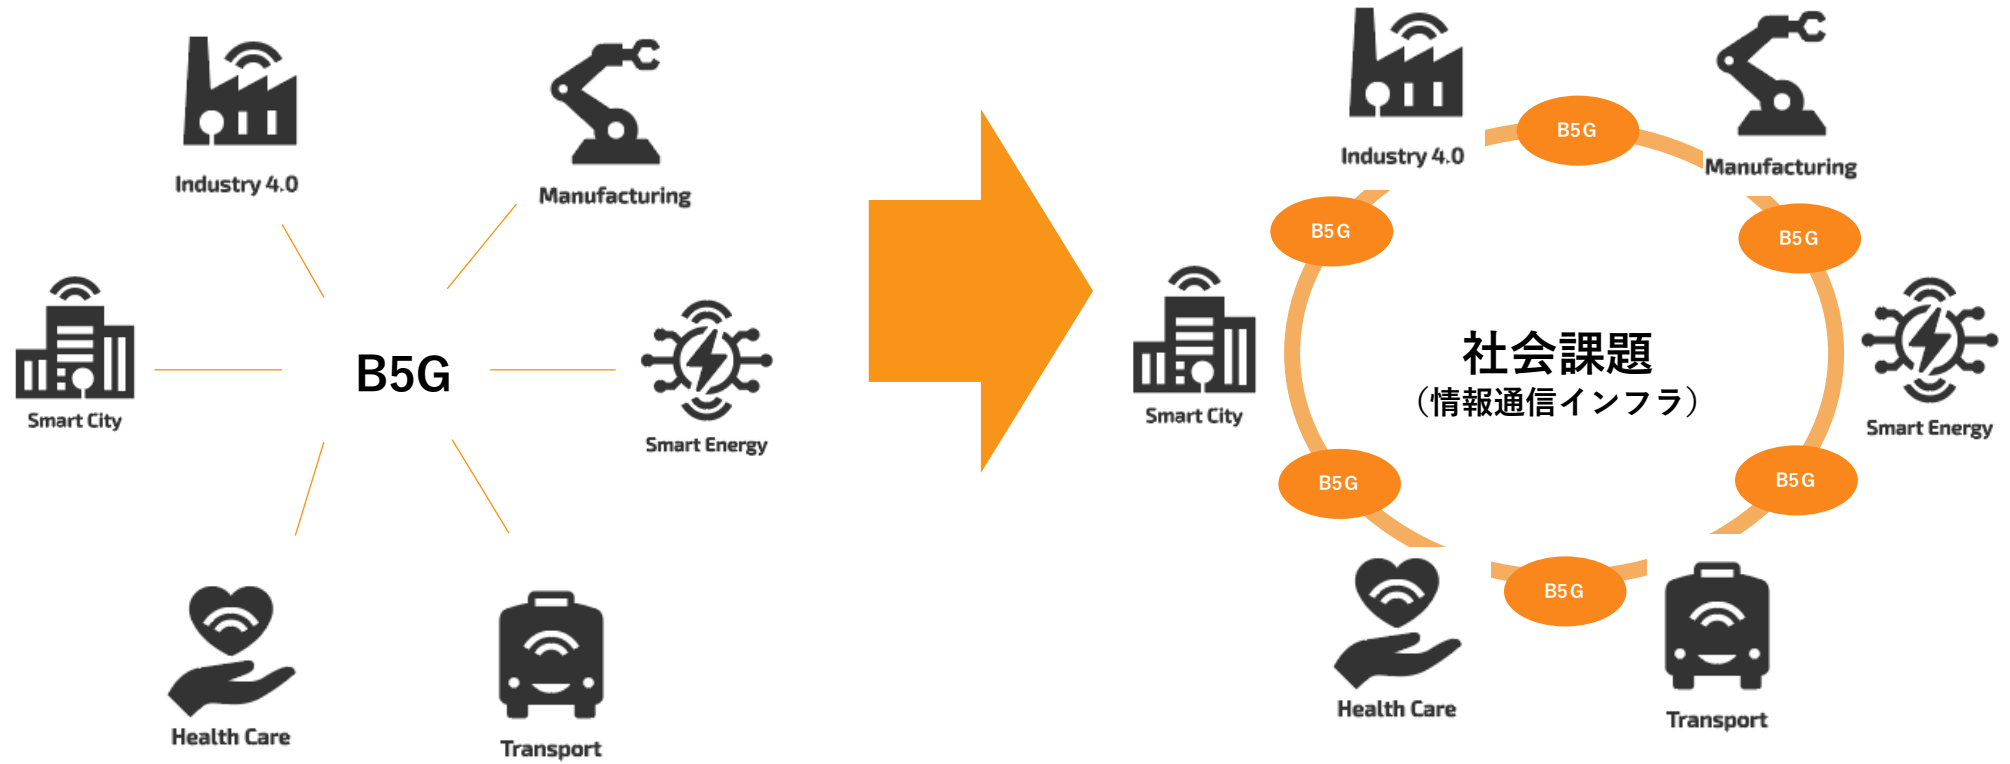 Industry 4.0
Manufacturing
Smart City
B5G
Smart Energy
Health Care
Transport
Industry 4.0
B5G
Manufacturing
B5G
B5G
Smart City
社会課題
（情報通信インフラ）
Smart Energy
B5G
B5G
B5G
Health Care
Transport